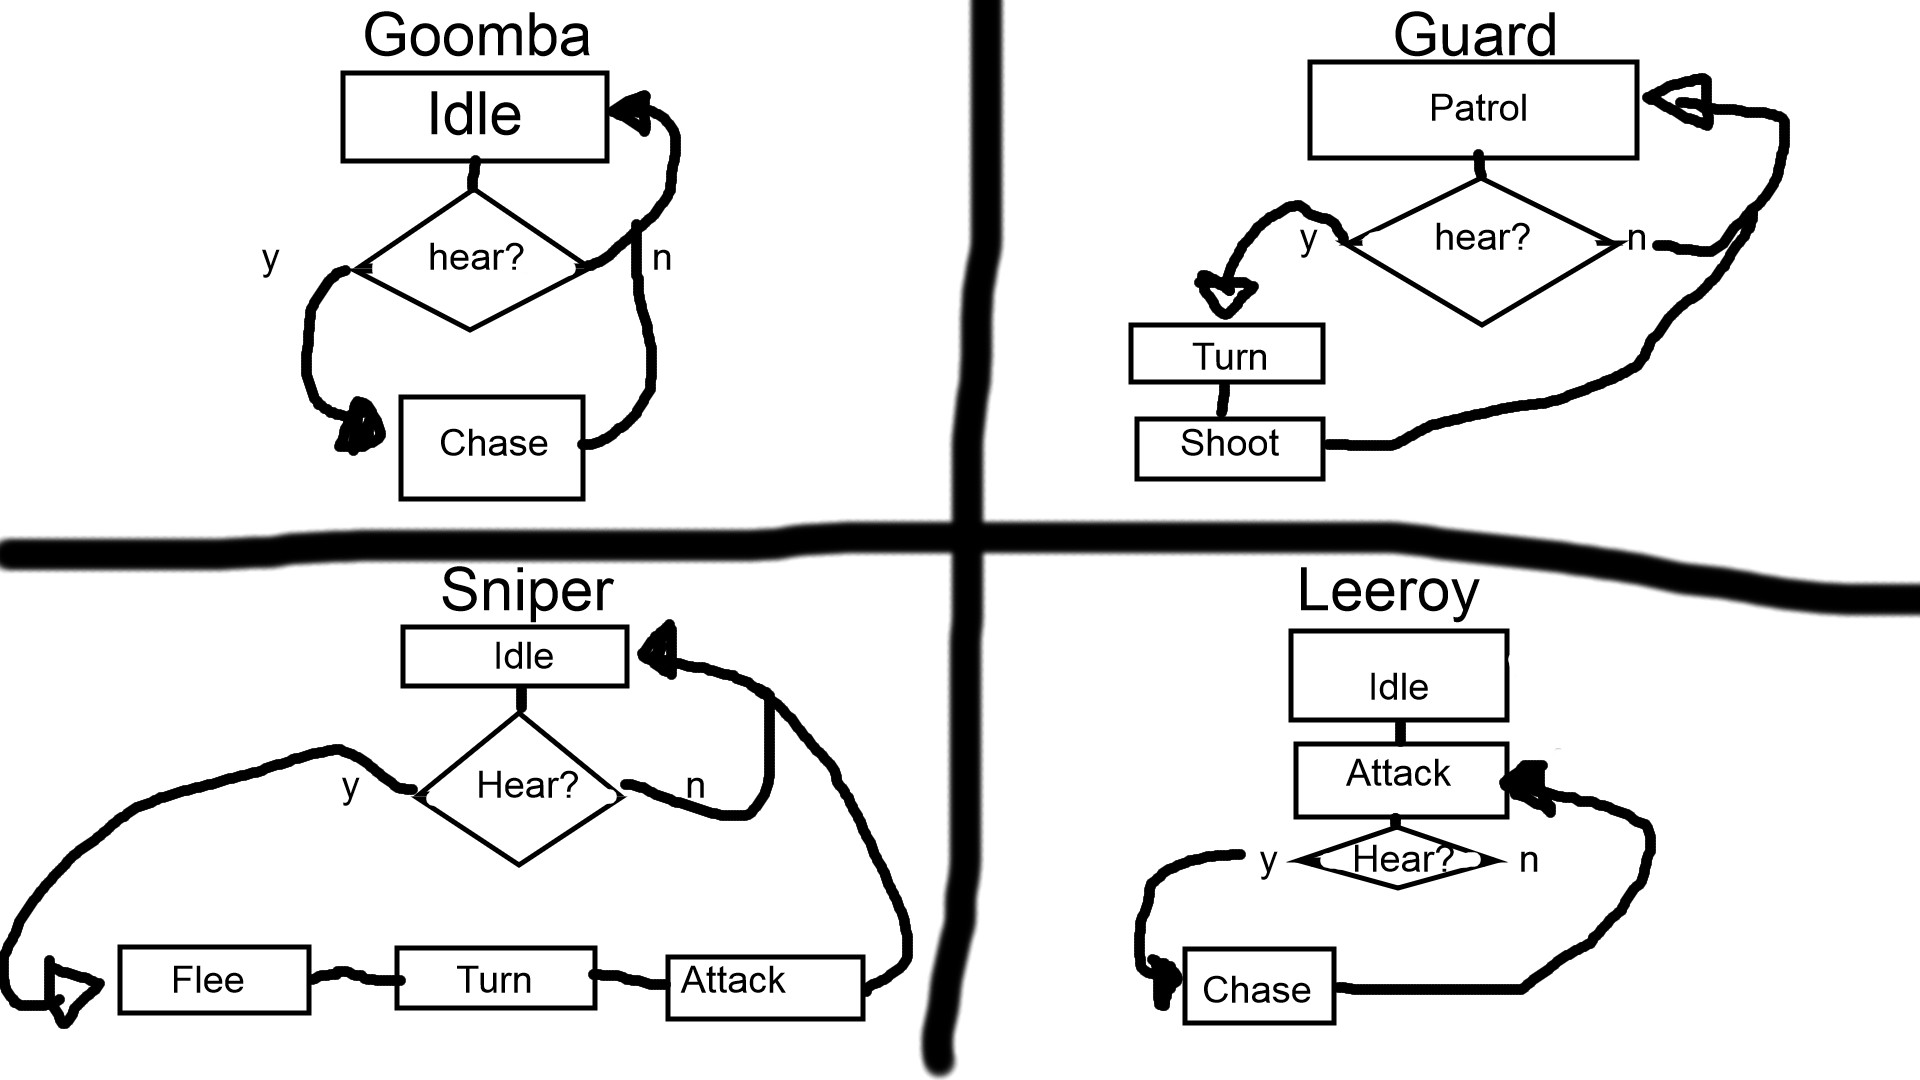 Goomba
Idle
hear?
y
n
Chase
Guard
Patrol
hear?
y
n
Turn
Shoot
Sniper
Idle
Hear?
y
n
Flee
Turn
Attack
Leeroy
Idle
Attack
Hear?
y
n
Chase